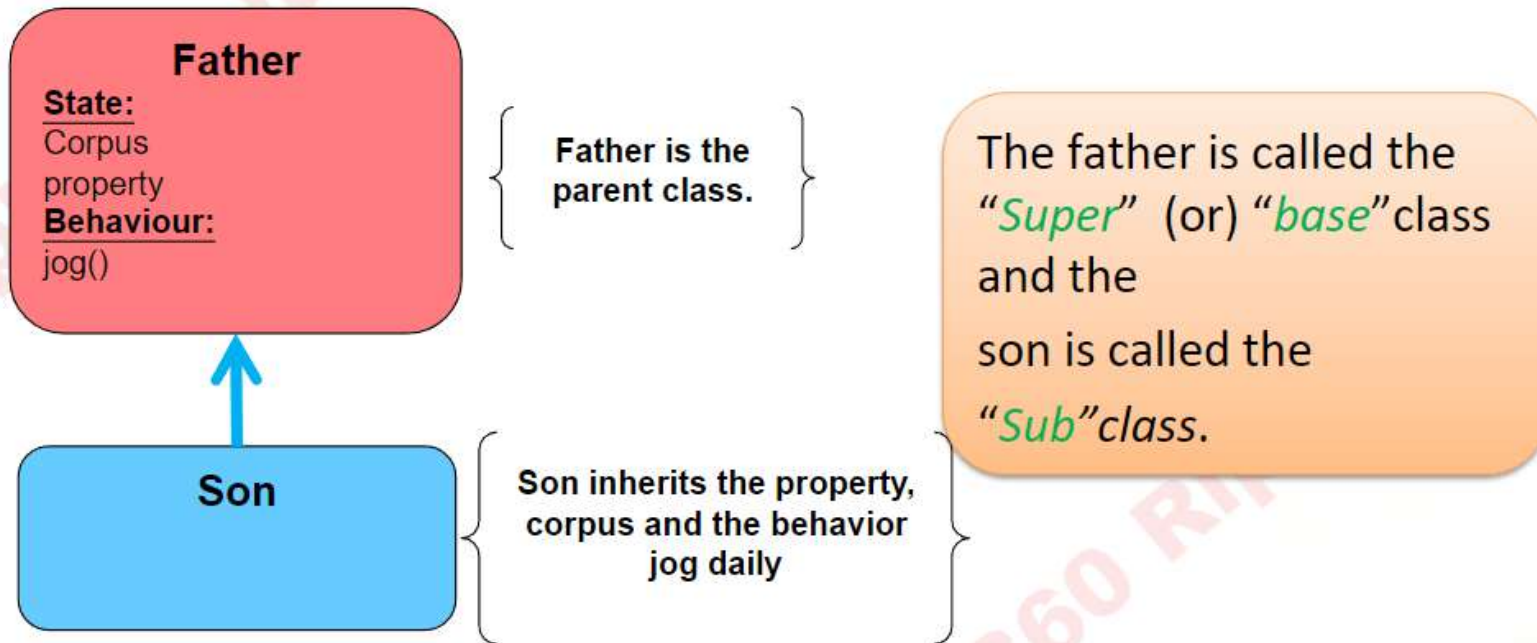 Father
State:
Corpus
property
Behaviour:
jog()
Father is the
parent class.
The father is called the
“Super” (or) “base”class
and the
son is called the
“Sub”class.
Son
Son inherits the property,
corpus and the behavior
jog daily